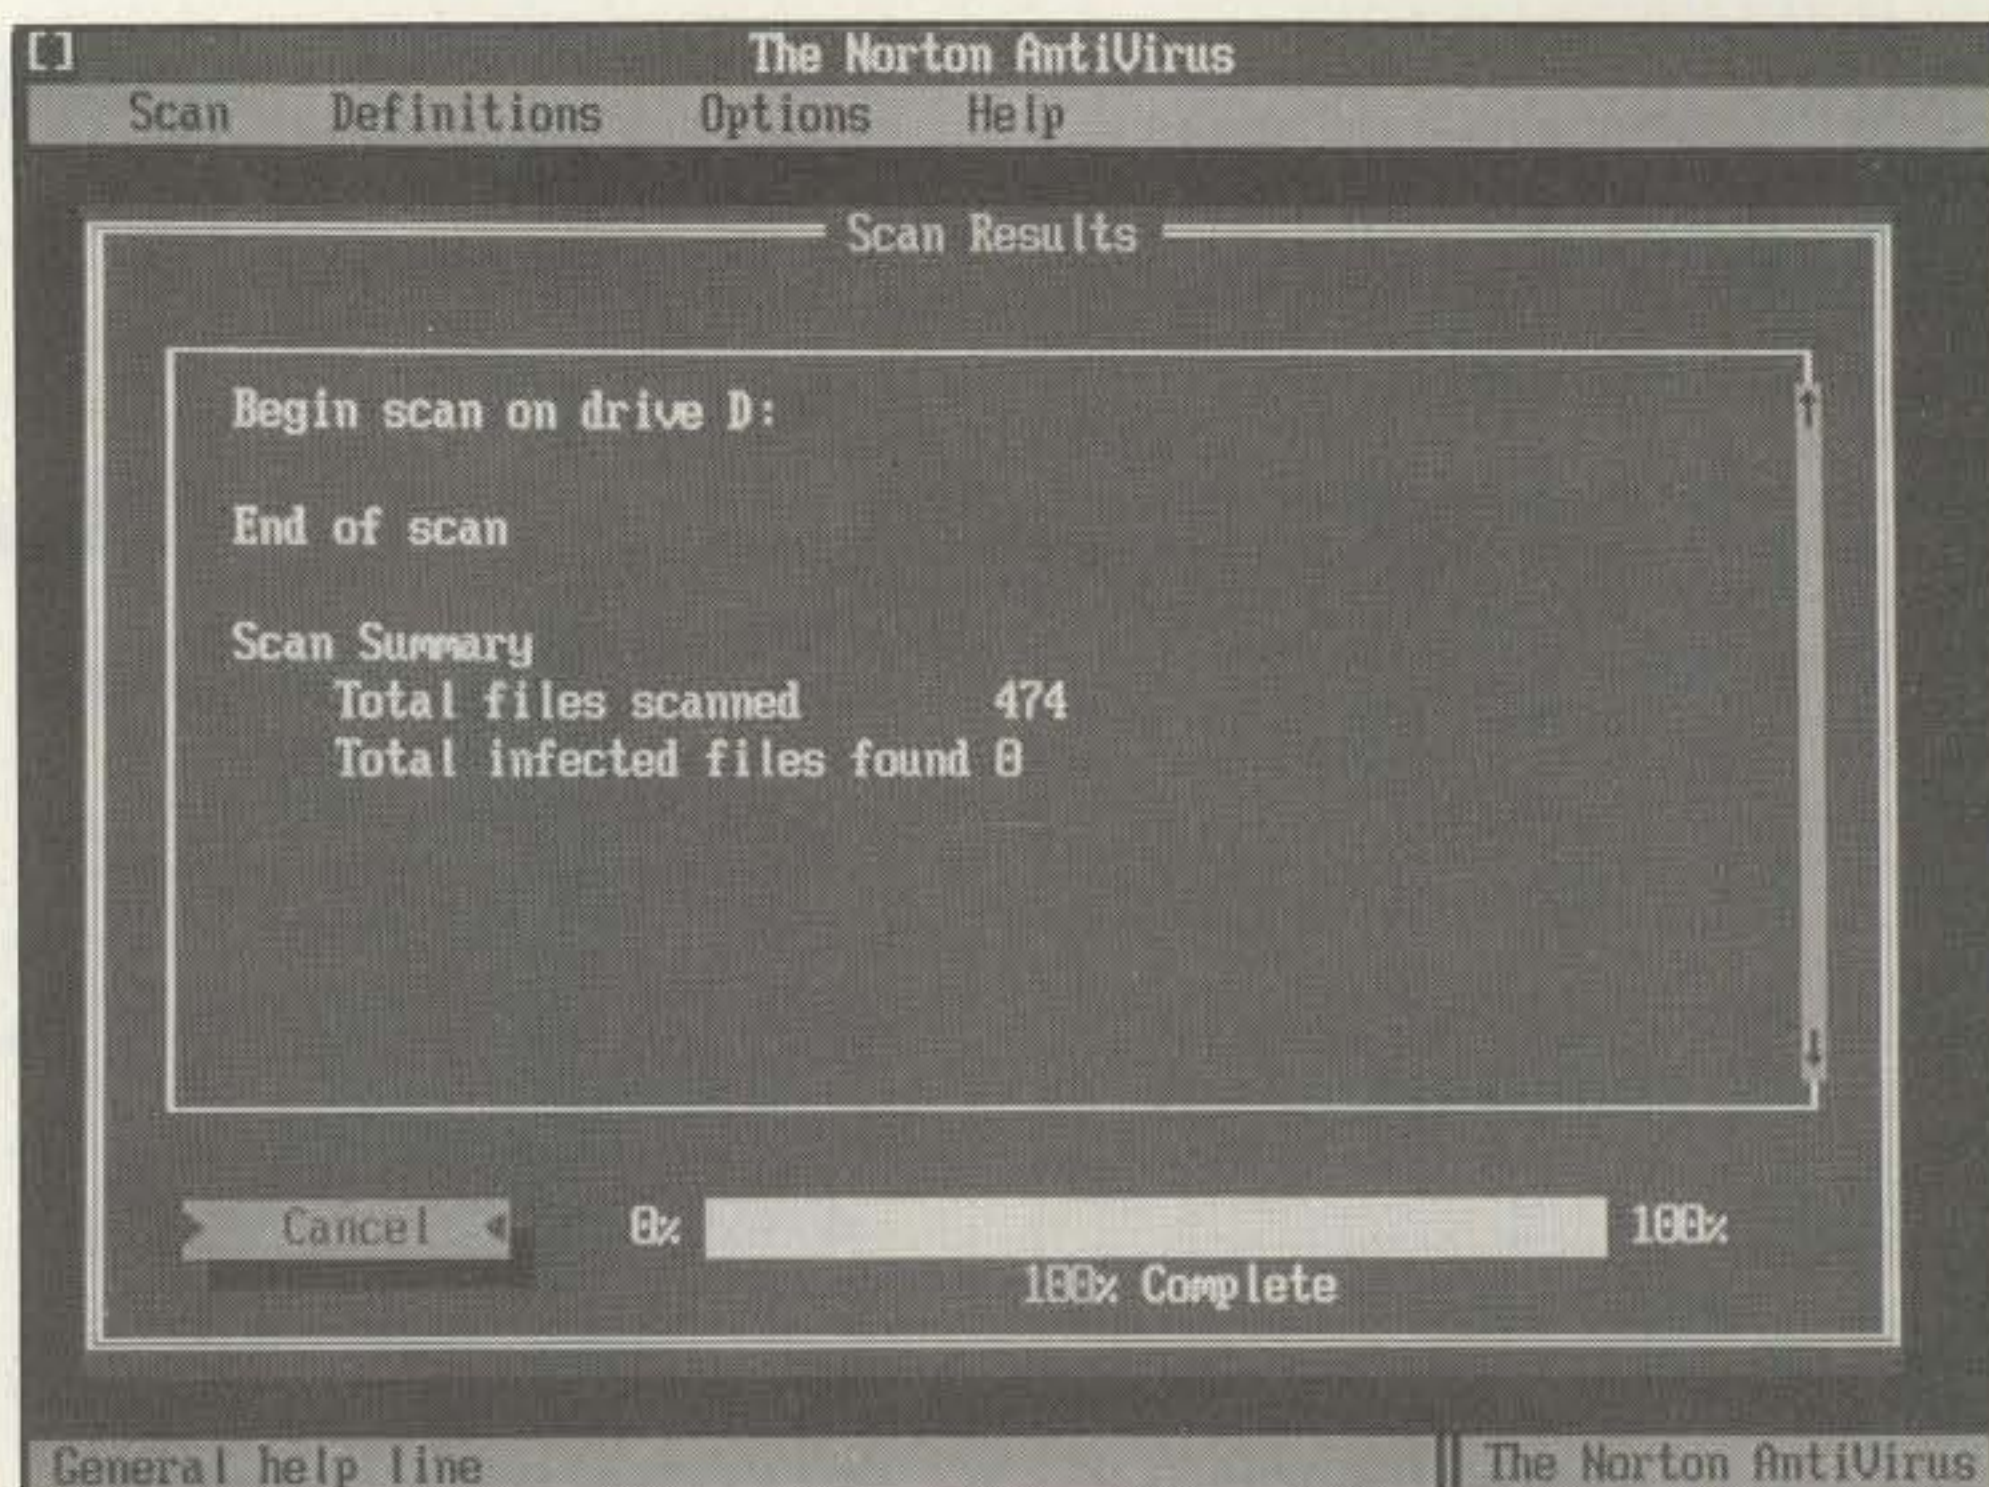 [·] The Norton AntiVirus
Scan Definitions Options Help
Scan Results
Begin scan on drive D:
End of scan
Scan Summary
Total files scanned 474
Total infected files found 0
Cancel 0% 100%
100% Complete
General help line The Norton AntiVirus